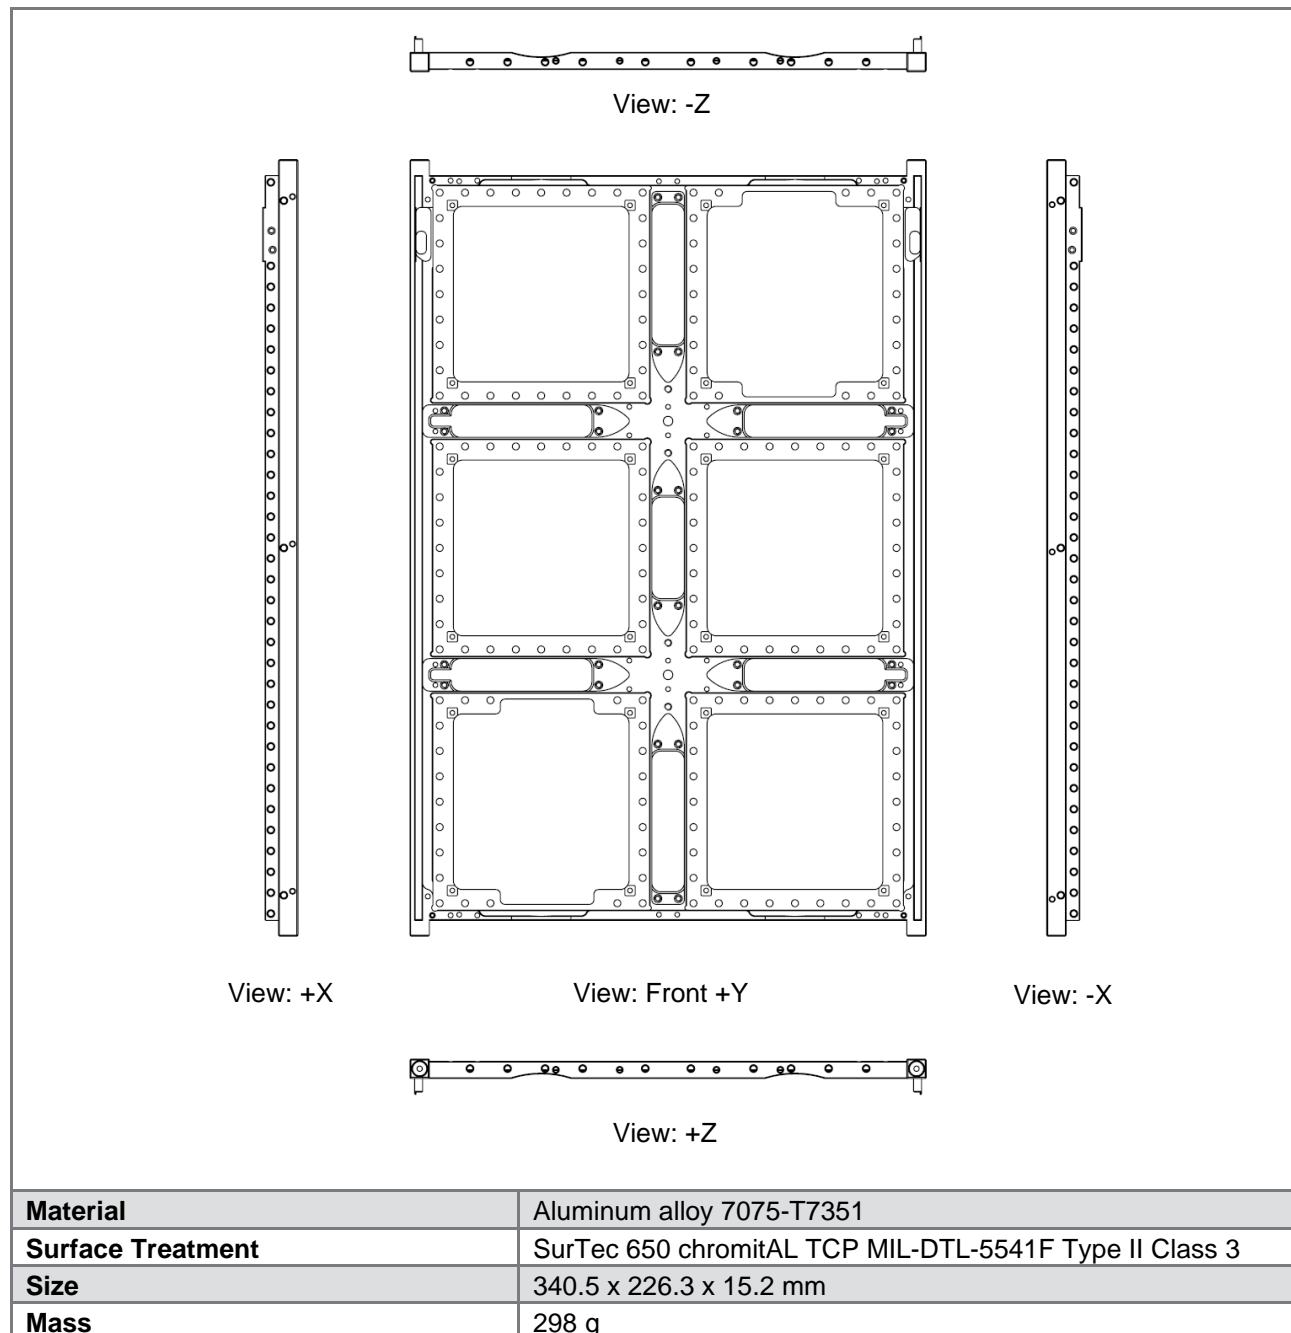 View: -Z
View: +X
View: Front +Y
View: -X
View: +Z
Material Aluminum alloy 7075-T7351
Surface Treatment SurTec 650 chromitAL TCP MIL-DTL-5541F Type II Class 3
Size 340.5 x 226.3 x 15.2 mm
Mass 298 g